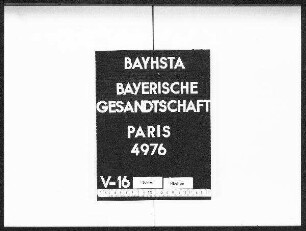 BAYHSTA
BAYERISCHE
GESANDTSCHAFT
PARIS
4976
V-16